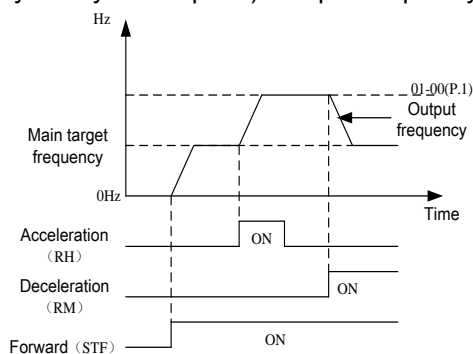 Hz
01-00(P.1)
Output
frequency
Main target
frequency
0Hz
Time
Acceleration
（RH）
ON
Deceleration
（RM）
ON
Forward（STF）
ON